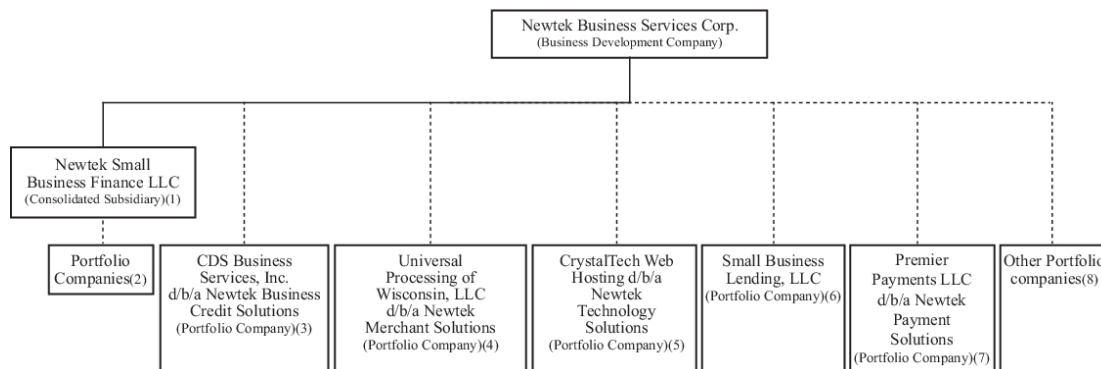 Newtek Business Services Corp.
(Business Development Company)
Newtek Small
Business Finance LLC
(Consolidated Subsidiary)(1)
Portfolio
Companies(2)
CDS Business
Services, Inc.
d/b/a Newtek Business
Credit Solutions
(Portfolio Company)(3)
Universal
Processing of
Wisconsin, LLC
d/b/a Newtek
Merchant Solutions
(Portfolio Company)(4)
CrystalTech Web
Hosting d/b/a
Newtek
Technology
Solutions
(Portfolio Company)(5)
Small Business
Lending, LLC
(Portfolio Company)(6)
Premier
Payments LLC
d/b/a Newtek
Payment
Solutions
(Portfolio Company)(7)
Other Portfolio
companies(8)